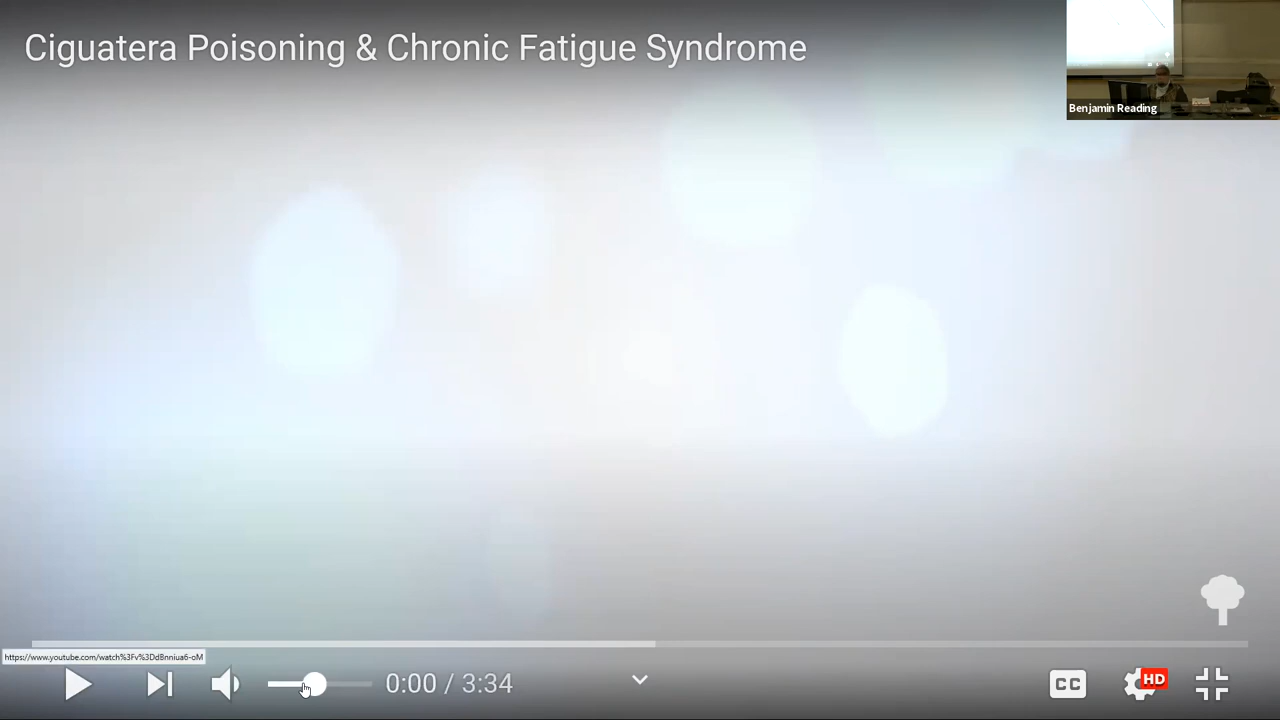 Ciguatera Poisoning & Chronic Fatigue Syndrome
Benjamin Reading
https://www.youtube.com/watch%3Fv%3DdBnniua6-oM
0:00 / 3:34
CC
HD